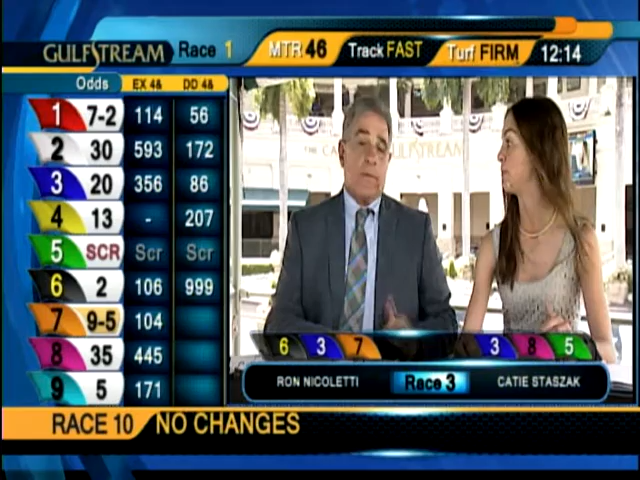 GULFSTREAM Race 1 MTR 46 Track FAST Turf FIRM 12:14
Odds EX 4& DD 4&
1 7-2 114 56
2 30 593 172
3 20 356 86
4 13 - 207
5 SCR Scr Scr
6 2 106 999
7 9-5 104
8 35 445
9 5 171
GULFSTREAM
6 3 7 3 8 5
RON NICOLETTI Race 3 CATIE STASZAK
RACE 10 NO CHANGES